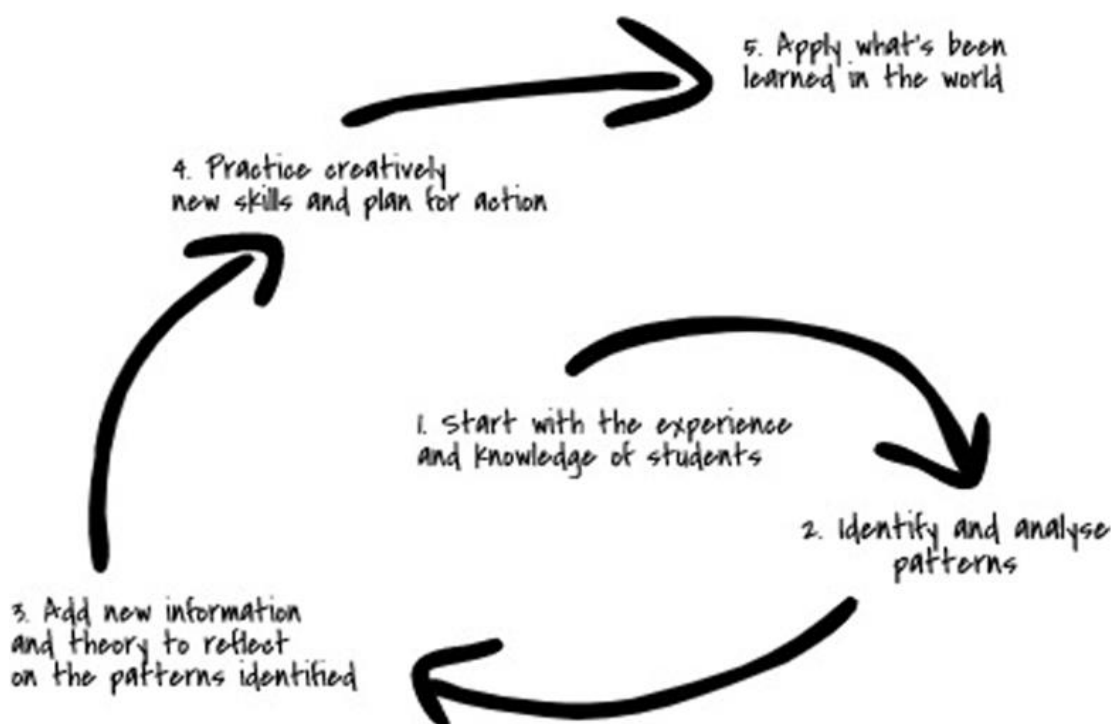 5. Apply what's been
learned in the world
4. Practice creatively
new skills and plan for action
1. Start with the experience
and knowledge of students
2. Identify and analyse
patterns
3. Add new information
and theory to reflect
on the patterns identified